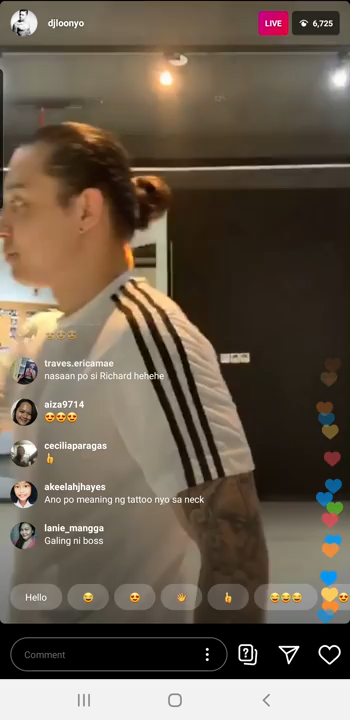 djloonyo
LIVE
6,725
😍😍😍
traves.ericamae
nasaan po si Richard hehehe
aiza9714
😍😍😍
ceciliaparagas
👆
akeelahjhayes
Ano po meaning ng tattoo nyo sa neck
lanie_mangga
Galing ni boss
Hello 😂 😍 👋 👆 😂😂😂 😍
Comment